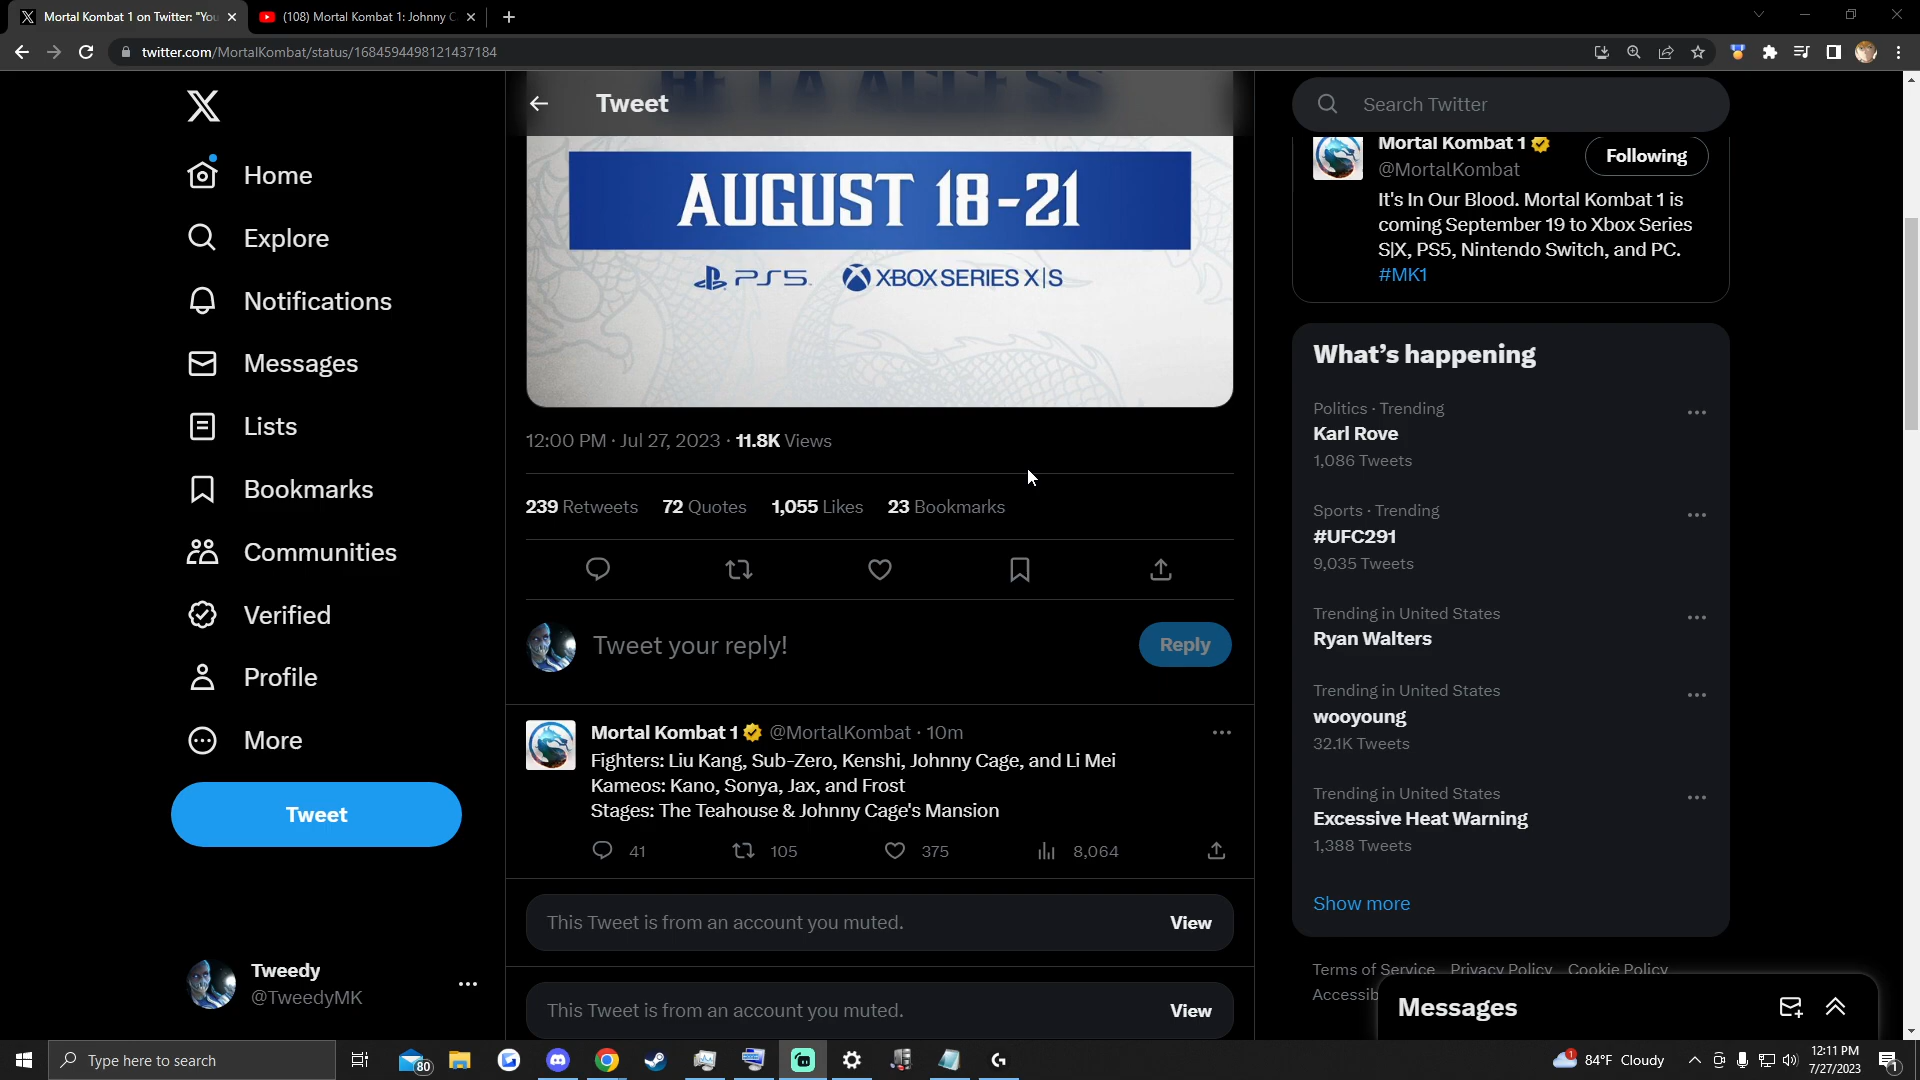 Mortal Kombat 1 on Twitter: "You
(108) Mortal Kombat 1: Johnny C
twitter.com/MortalKombat/status/1684594498121437184
X
Home
Explore
Notifications
Messages
Lists
Bookmarks
Communities
Verified
Profile
More
Tweet
Tweedy
@TweedyMK
BETA ACCESS
Tweet
AUGUST 18-21
PS5
XBOX SERIES X|S
12:00 PM · Jul 27, 2023 · 11.8K Views
239 Retweets 72 Quotes 1,055 Likes 23 Bookmarks
Tweet your reply!
Reply
Mortal Kombat 1 @MortalKombat · 10m
Fighters: Liu Kang, Sub-Zero, Kenshi, Johnny Cage, and Li Mei
Kameos: Kano, Sonya, Jax, and Frost
Stages: The Teahouse & Johnny Cage's Mansion
41 105 375 8,064
This Tweet is from an account you muted. View
This Tweet is from an account you muted. View
Search Twitter
Mortal Kombat 1
@MortalKombat
Following
It's In Our Blood. Mortal Kombat 1 is
coming September 19 to Xbox Series
S|X, PS5, Nintendo Switch, and PC.
#MK1
What's happening
Politics · Trending
Karl Rove
1,086 Tweets
Sports · Trending
#UFC291
9,035 Tweets
Trending in United States
Ryan Walters
Trending in United States
wooyoung
32.1K Tweets
Trending in United States
Excessive Heat Warning
1,388 Tweets
Show more
Terms of Service Privacy Policy Cookie Policy
Accessib
Messages
Type here to search
80
1
84°F Cloudy
12:11 PM
7/27/2023
1